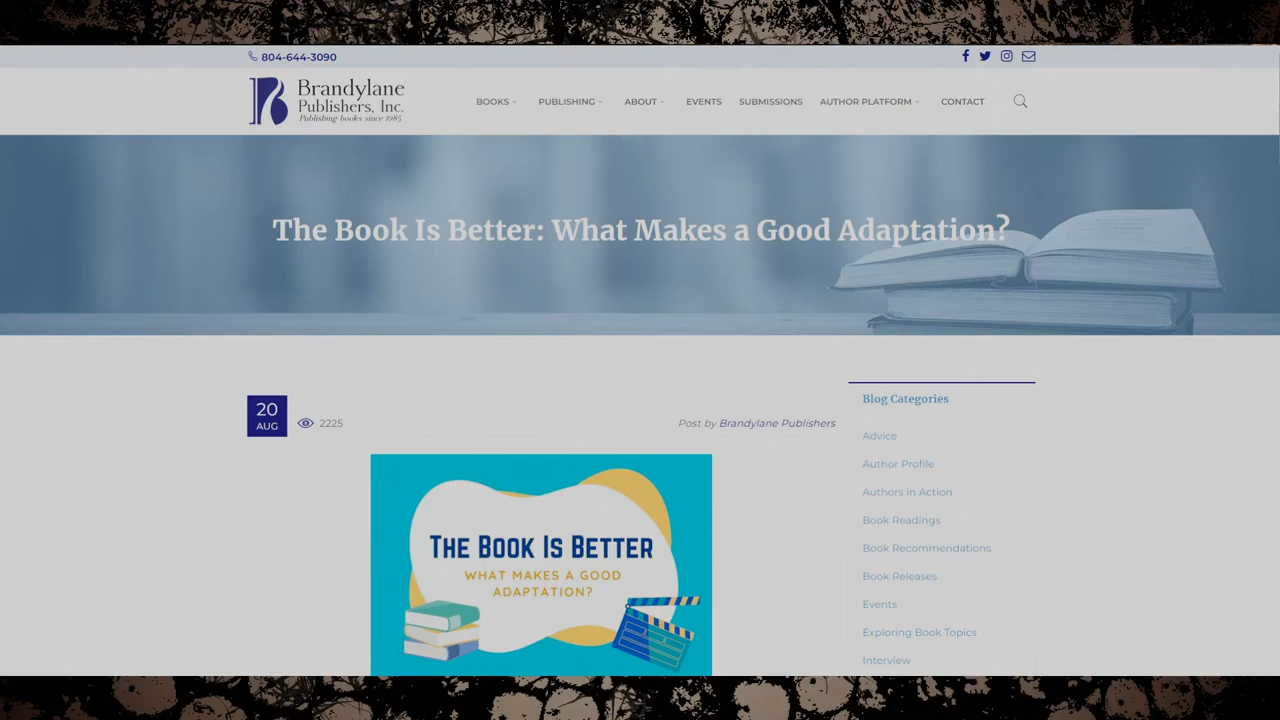 804-644-3090
Brandylane
Publishers, Inc.
Publishing books since 1985
BOOKS PUBLISHING ABOUT EVENTS SUBMISSIONS AUTHOR PLATFORM CONTACT
The Book Is Better: What Makes a Good Adaptation?
20
AUG
2225
Post by Brandylane Publishers
THE BOOK IS BETTER
WHAT MAKES A GOOD
ADAPTATION?
Blog Categories
Advice
Author Profile
Authors in Action
Book Readings
Book Recommendations
Book Releases
Events
Exploring Book Topics
Interview